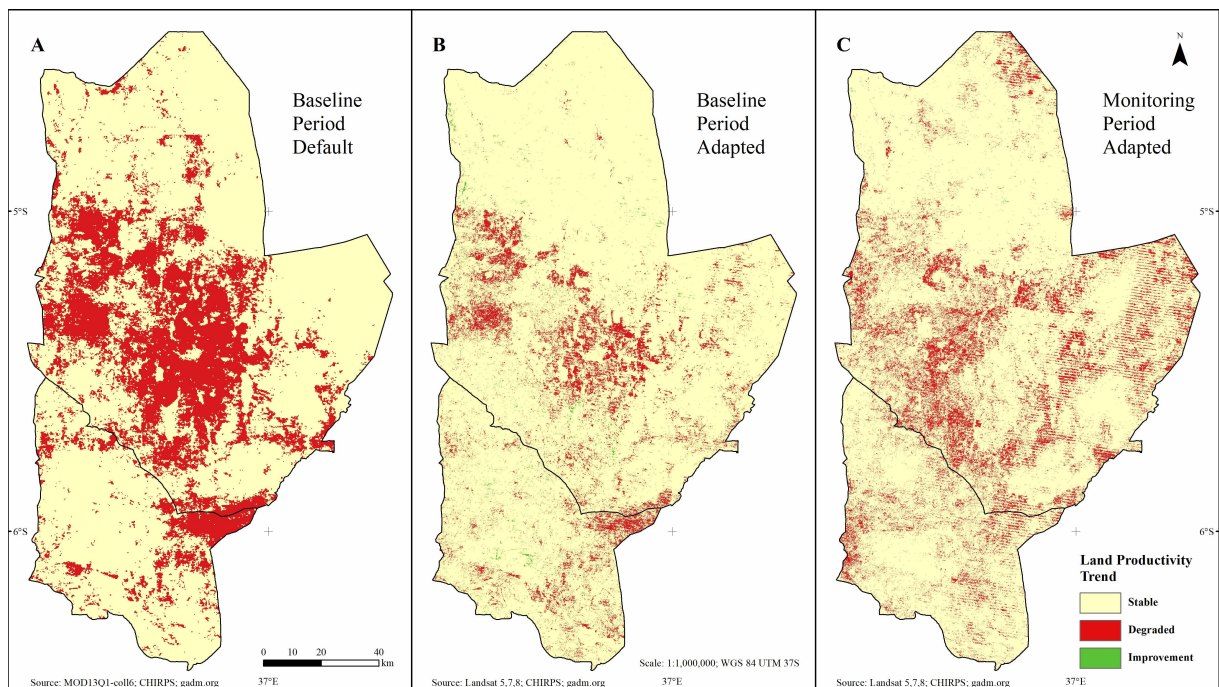 A
Baseline
Period
Default
5°S
6°S
0 20 40
km
Source: MOD13Q1-coll6; CHIRPS; gadm.org
37°E
B
Baseline
Period
Adapted
Scale: 1:1,000,000; WGS 84 UTM 37S
Source: Landsat 5,7,8; CHIRPS; gadm.org
37°E
C
N
Monitoring
Period
Adapted
5°S
6°S
Land Productivity
Trend
Stable
Degraded
Improvement
Source: Landsat 5,7,8; CHIRPS; gadm.org
37°E